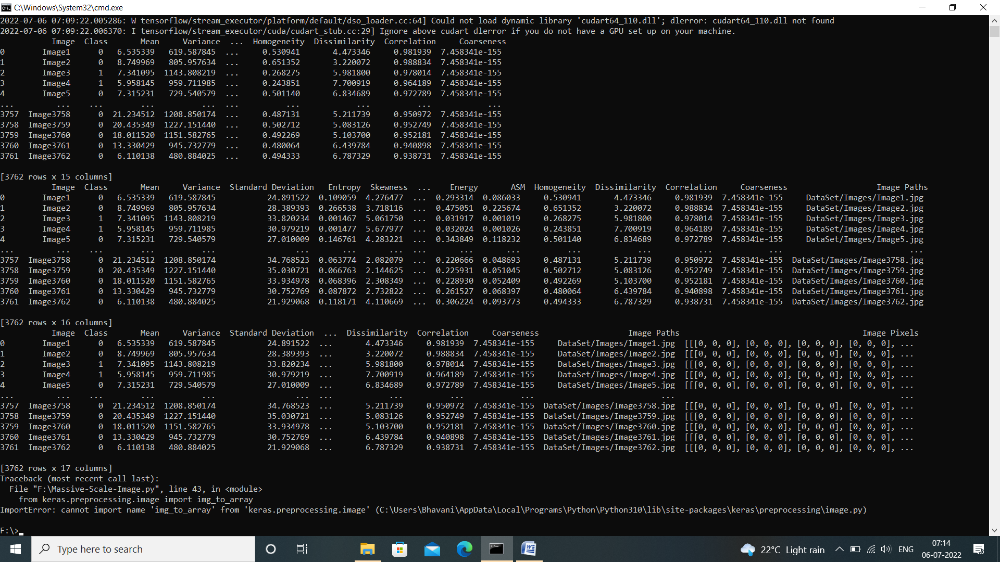 C:\Windows\System32\cmd.exe
2022-07-06 07:09:22.005286: W tensorflow/stream_executor/platform/default/dso_loader.cc:64] Could not load dynamic library 'cudart64_110.dll'; dlerror: cudart64_110.dll not found
2022-07-06 07:09:22.006370: I tensorflow/stream_executor/cuda/cudart_stub.cc:29] Ignore above cudart dlerror if you do not have a GPU set up on your machine.
Image Class Mean Variance ... Homogeneity Dissimilarity Correlation Coarseness
0 Image1 0 6.535339 619.587845 ... 0.530941 4.473346 0.981939 7.458341e-155
1 Image2 0 8.749969 805.957634 ... 0.651352 3.220072 0.988834 7.458341e-155
2 Image3 1 7.341095 1143.808219 ... 0.268275 5.981800 0.978014 7.458341e-155
3 Image4 1 5.958145 959.711985 ... 0.243851 7.700919 0.964189 7.458341e-155
4 Image5 0 7.315231 729.540579 ... 0.501140 6.834689 0.972789 7.458341e-155
... ... ... ... ... ... ... ... ... ...
3757 Image3758 0 21.234512 1208.850174 ... 0.487131 5.211739 0.950972 7.458341e-155
3758 Image3759 0 20.435349 1227.151440 ... 0.502712 5.083126 0.952749 7.458341e-155
3759 Image3760 0 18.011520 1151.582765 ... 0.492269 5.103700 0.952181 7.458341e-155
3760 Image3761 0 13.330429 945.732779 ... 0.480064 6.439784 0.940898 7.458341e-155
3761 Image3762 0 6.110138 480.884025 ... 0.494333 6.787329 0.938731 7.458341e-155
[3762 rows x 15 columns]
Image Class Mean Variance Standard Deviation Entropy Skewness ... Energy ASM Homogeneity Dissimilarity Correlation Coarseness Image Paths
0 Image1 0 6.535339 619.587845 24.891522 0.109059 4.276477 ... 0.293314 0.086033 0.530941 4.473346 0.981939 7.458341e-155 DataSet/Images/Image1.jpg
1 Image2 0 8.749969 805.957634 28.389393 0.266538 3.718116 ... 0.475051 0.225674 0.651352 3.220072 0.988834 7.458341e-155 DataSet/Images/Image2.jpg
2 Image3 1 7.341095 1143.808219 33.820234 0.001467 5.061750 ... 0.031917 0.001019 0.268275 5.981800 0.978014 7.458341e-155 DataSet/Images/Image3.jpg
3 Image4 1 5.958145 959.711985 30.979219 0.001477 5.677977 ... 0.032024 0.001026 0.243851 7.700919 0.964189 7.458341e-155 DataSet/Images/Image4.jpg
4 Image5 0 7.315231 729.540579 27.010009 0.146761 4.283221 ... 0.343849 0.118232 0.501140 6.834689 0.972789 7.458341e-155 DataSet/Images/Image5.jpg
... ... ... ... ... ... ... ... ... ... ... ... ... ... ... ...
3757 Image3758 0 21.234512 1208.850174 34.768523 0.063774 2.082079 ... 0.220666 0.048693 0.487131 5.211739 0.950972 7.458341e-155 DataSet/Images/Image3758.jpg
3758 Image3759 0 20.435349 1227.151440 35.030721 0.066763 2.144625 ... 0.225931 0.051045 0.502712 5.083126 0.952749 7.458341e-155 DataSet/Images/Image3759.jpg
3759 Image3760 0 18.011520 1151.582765 33.934978 0.068396 2.308349 ... 0.228930 0.052409 0.492269 5.103700 0.952181 7.458341e-155 DataSet/Images/Image3760.jpg
3760 Image3761 0 13.330429 945.732779 30.752769 0.087872 2.732822 ... 0.261527 0.068397 0.480064 6.439784 0.940898 7.458341e-155 DataSet/Images/Image3761.jpg
3761 Image3762 0 6.110138 480.884025 21.929068 0.118171 4.110669 ... 0.306224 0.093773 0.494333 6.787329 0.938731 7.458341e-155 DataSet/Images/Image3762.jpg
[3762 rows x 16 columns]
Image Class Mean Variance Standard Deviation ... Dissimilarity Correlation Coarseness Image Paths Image Pixels
0 Image1 0 6.535339 619.587845 24.891522 ... 4.473346 0.981939 7.458341e-155 DataSet/Images/Image1.jpg [[[0, 0, 0], [0, 0, 0], [0, 0, 0], [0, 0, 0], ...
1 Image2 0 8.749969 805.957634 28.389393 ... 3.220072 0.988834 7.458341e-155 DataSet/Images/Image2.jpg [[[0, 0, 0], [0, 0, 0], [0, 0, 0], [0, 0, 0], ...
2 Image3 1 7.341095 1143.808219 33.820234 ... 5.981800 0.978014 7.458341e-155 DataSet/Images/Image3.jpg [[[0, 0, 0], [0, 0, 0], [0, 0, 0], [0, 0, 0], ...
3 Image4 1 5.958145 959.711985 30.979219 ... 7.700919 0.964189 7.458341e-155 DataSet/Images/Image4.jpg [[[0, 0, 0], [0, 0, 0], [0, 0, 0], [0, 0, 0], ...
4 Image5 0 7.315231 729.540579 27.010009 ... 6.834689 0.972789 7.458341e-155 DataSet/Images/Image5.jpg [[[0, 0, 0], [0, 0, 0], [0, 0, 0], [0, 0, 0], ...
... ... ... ... ... ... ... ... ... ... ... ...
3757 Image3758 0 21.234512 1208.850174 34.768523 ... 5.211739 0.950972 7.458341e-155 DataSet/Images/Image3758.jpg [[[0, 0, 0], [0, 0, 0], [0, 0, 0], [0, 0, 0], ...
3758 Image3759 0 20.435349 1227.151440 35.030721 ... 5.083126 0.952749 7.458341e-155 DataSet/Images/Image3759.jpg [[[0, 0, 0], [0, 0, 0], [0, 0, 0], [0, 0, 0], ...
3759 Image3760 0 18.011520 1151.582765 33.934978 ... 5.103700 0.952181 7.458341e-155 DataSet/Images/Image3760.jpg [[[0, 0, 0], [0, 0, 0], [0, 0, 0], [0, 0, 0], ...
3760 Image3761 0 13.330429 945.732779 30.752769 ... 6.439784 0.940898 7.458341e-155 DataSet/Images/Image3761.jpg [[[0, 0, 0], [0, 0, 0], [0, 0, 0], [0, 0, 0], ...
3761 Image3762 0 6.110138 480.884025 21.929068 ... 6.787329 0.938731 7.458341e-155 DataSet/Images/Image3762.jpg [[[0, 0, 0], [0, 0, 0], [0, 0, 0], [0, 0, 0], ...
[3762 rows x 17 columns]
Traceback (most recent call last):
File "F:\Massive-Scale-Image.py", line 43, in <module>
from keras.preprocessing.image import img_to_array
ImportError: cannot import name 'img_to_array' from 'keras.preprocessing.image' (C:\Users\Bhavani\AppData\Local\Programs\Python\Python310\lib\site-packages\keras\preprocessing\image.py)
F:\>
Type here to search
22°C Light rain
ENG
07:14
06-07-2022